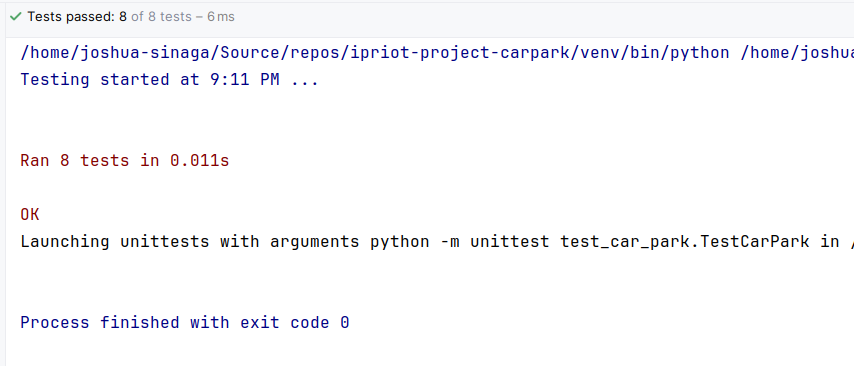 Tests passed: 8 of 8 tests – 6 ms
/home/joshua-sinaga/Source/repos/ipriot-project-carpark/venv/bin/python /home/joshua
Testing started at 9:11 PM ...
Ran 8 tests in 0.011s
OK
Launching unittests with arguments python -m unittest test_car_park.TestCarPark in /
Process finished with exit code 0